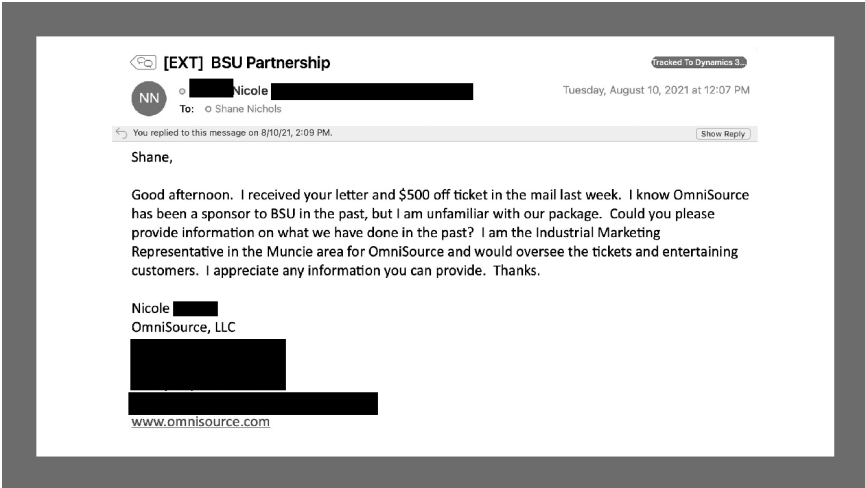 [EXT] BSU Partnership
Tracked To Dynamics 3...
NN
Nicole
Tuesday, August 10, 2021 at 12:07 PM
To: Shane Nichols
You replied to this message on 8/10/21, 2:09 PM.
Show Reply
Shane,
Good afternoon. I received your letter and $500 off ticket in the mail last week. I know OmniSource
has been a sponsor to BSU in the past, but I am unfamiliar with our package. Could you please
provide information on what we have done in the past? I am the Industrial Marketing
Representative in the Muncie area for OmniSource and would oversee the tickets and entertaining
customers. I appreciate any information you can provide. Thanks.
Nicole
OmniSource, LLC
www.omnisource.com